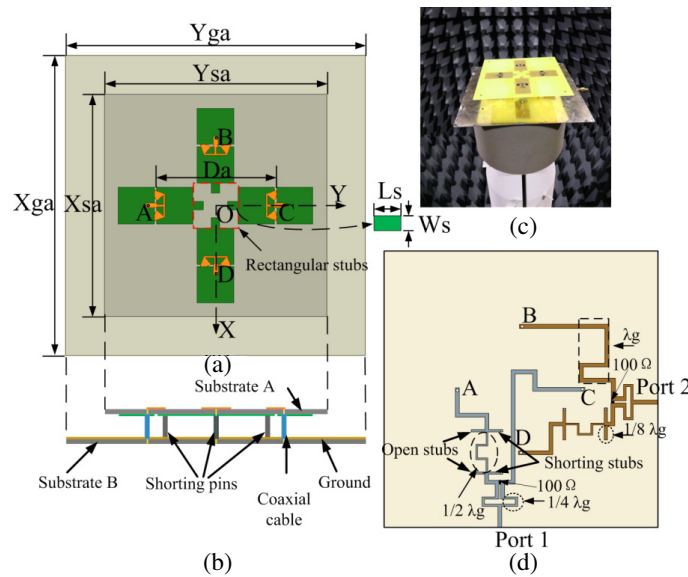 Yga
Ysa
B
Da
Xga
Xsa
A
O
C
Y
D
X
Rectangular stubs
(a)
Ls
Ws
(c)
Substrate A
Substrate B
Shorting pins
Coaxial cable
Ground
(b)
B
λg
100 Ω
Port 2
A
C
D
1/8 λg
Open stubs
Shorting stubs
100 Ω
1/2 λg
1/4 λg
Port 1
(d)